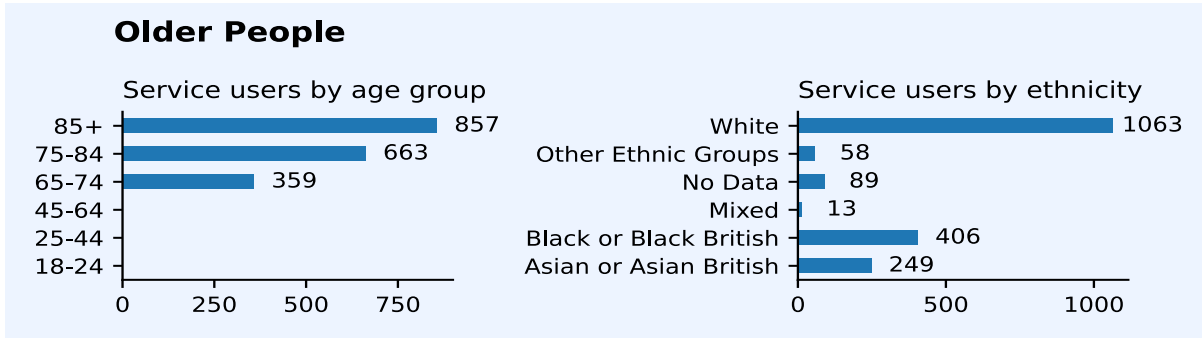 Older People
Service users by age group
85+ 857
75-84 663
65-74 359
45-64
25-44
18-24
0 250 500 750
Service users by ethnicity
White 1063
Other Ethnic Groups 58
No Data 89
Mixed 13
Black or Black British 406
Asian or Asian British 249
0 500 1000